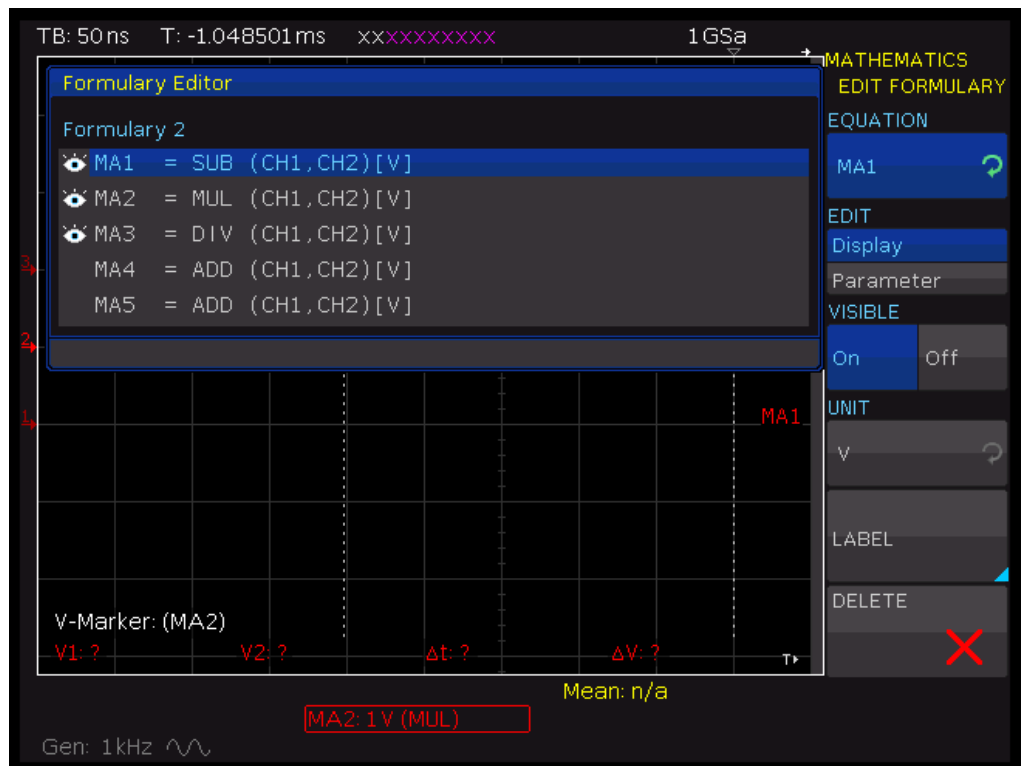 TB: 50 ns T: -1.048501 ms xxxxxxxxxxx 1 GSa
MATHEMATICS
EDIT FORMULARY
Formulary Editor
Formulary 2
MA1 = SUB (CH1,CH2)[V]
MA2 = MUL (CH1,CH2)[V]
MA3 = DIV (CH1,CH2)[V]
MA4 = ADD (CH1,CH2)[V]
MA5 = ADD (CH1,CH2)[V]
3
2
1
MA1
V-Marker: (MA2)
V1: ? V2: ? Δt: ? ΔV: ?
T
Mean: n/a
MA2: 1 V (MUL)
Gen: 1kHz
EQUATION
MA1
EDIT
Display
Parameter
VISIBLE
On Off
UNIT
V
LABEL
DELETE